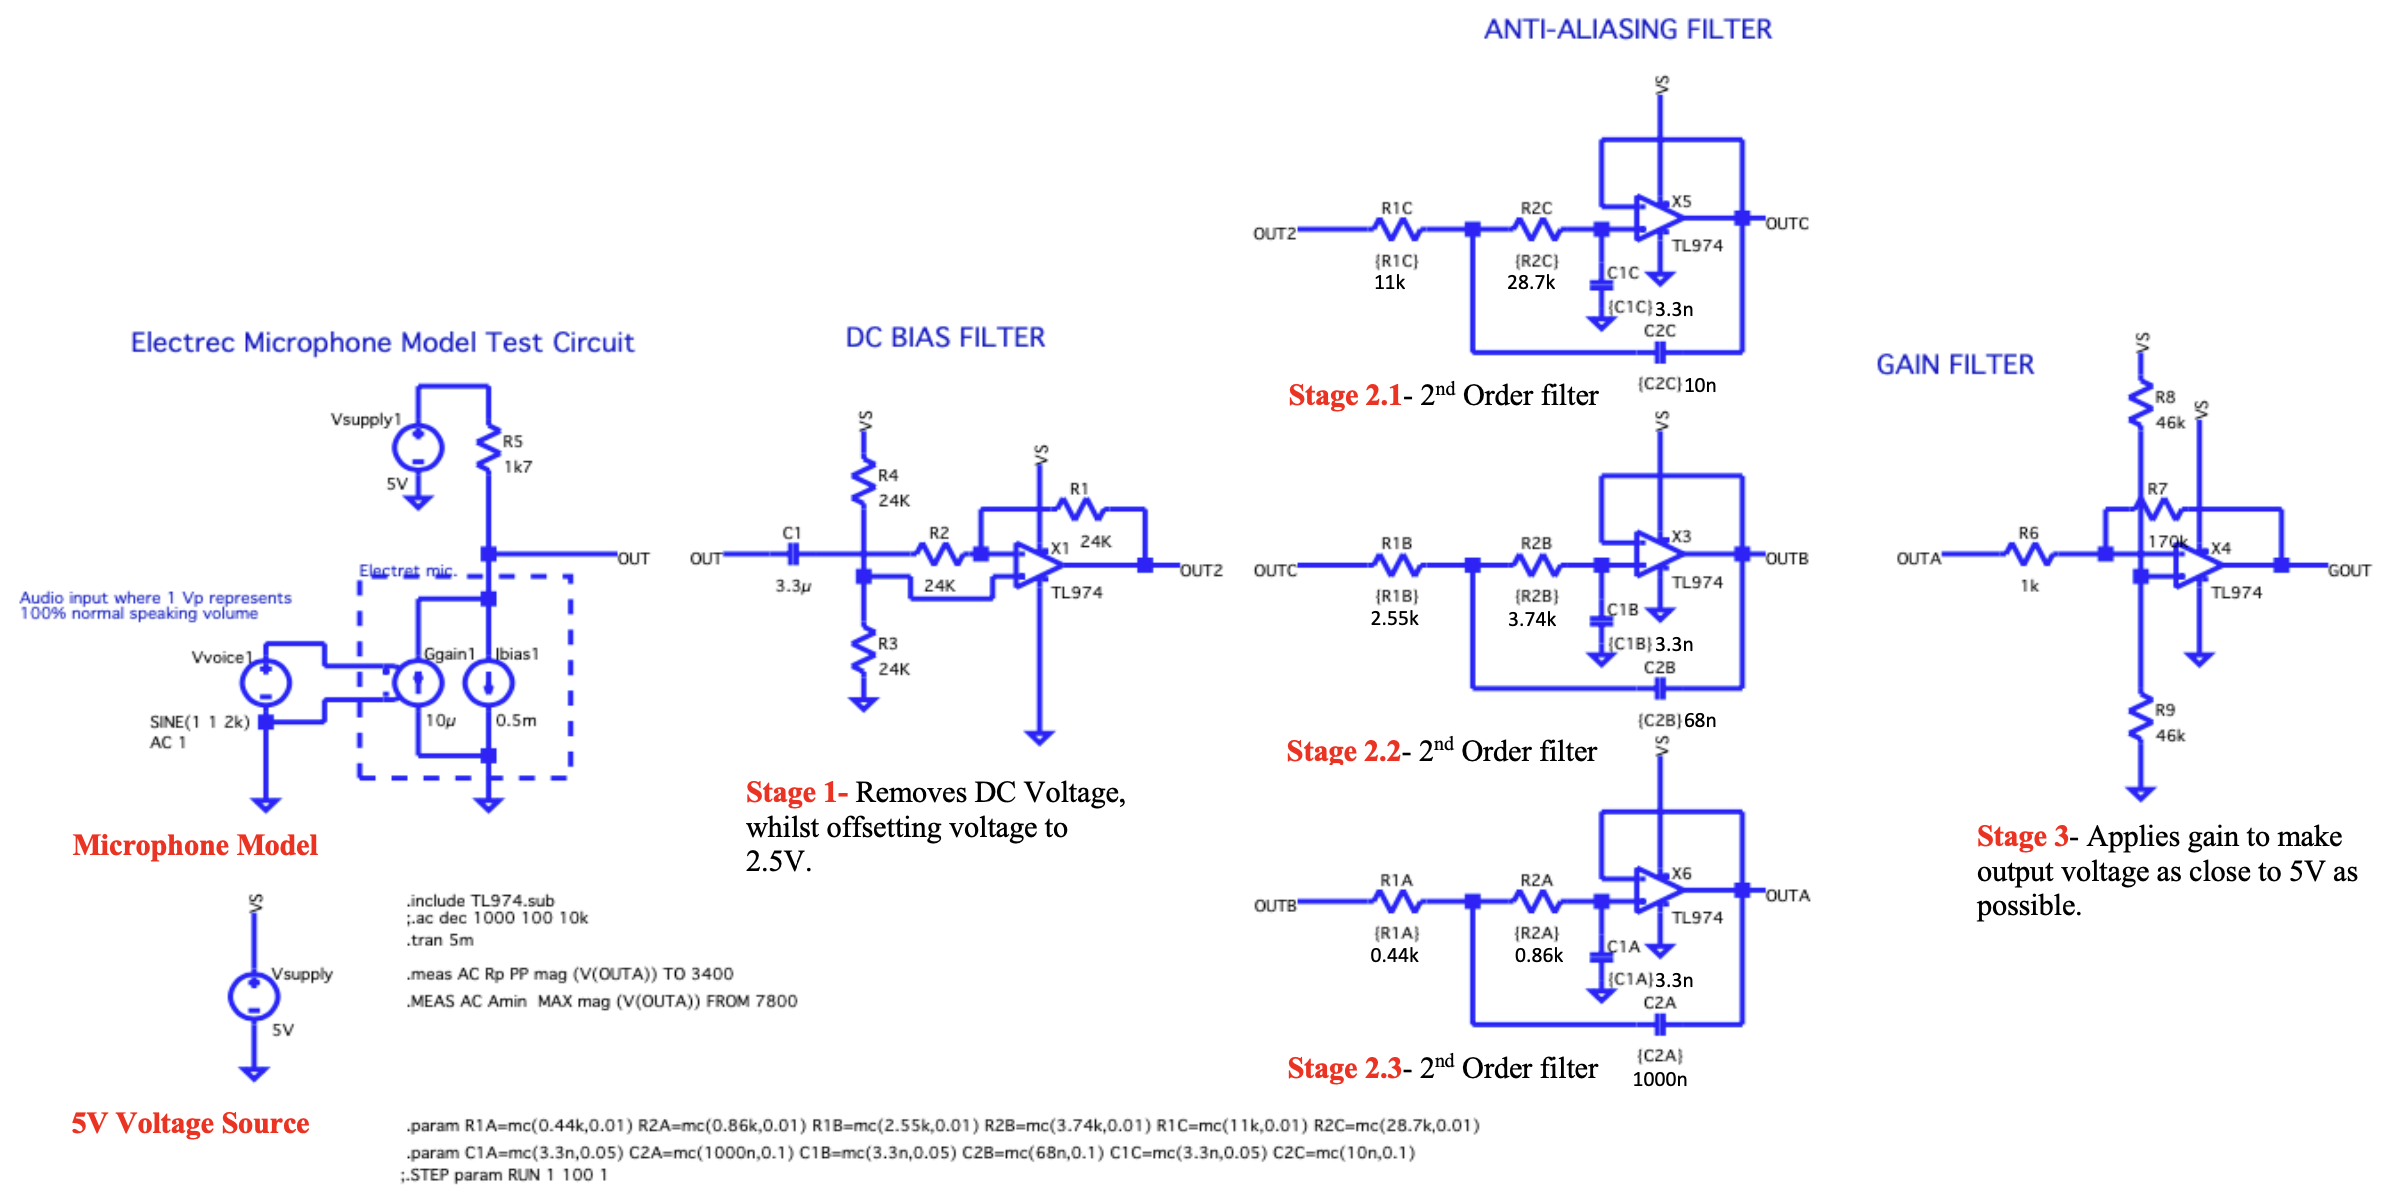 ANTI-ALIASING FILTER
VS
X5
TL974
R1C
{R1C}
11k
R2C
{R2C}
28.7k
C1C
{C1C} 3.3n
C2C
{C2C} 10n
OUT2
OUTC
Stage 2.1- 2nd Order filter
Electrec Microphone Model Test Circuit
Vsupply1
5V
R5
1k7
OUT
Electret mic.
Audio input where 1 Vp represents
100% normal speaking volume
Vvoice1
SINE(1 1 2k)
AC 1
Ggain1
10µ
Ibias1
0.5m
Microphone Model
DC BIAS FILTER
VS
R4
24K
VS
R1
24K
OUT
C1
3.3µ
R2
24K
X1
TL974
OUT2
R3
24K
Stage 1- Removes DC Voltage,
whilst offsetting voltage to
2.5V.
VS
X3
TL974
R1B
{R1B}
2.55k
R2B
{R2B}
3.74k
C1B
{C1B} 3.3n
C2B
{C2B} 68n
OUTC
OUTB
Stage 2.2- 2nd Order filter
VS
X6
TL974
R1A
{R1A}
0.44k
R2A
{R2A}
0.86k
C1A
{C1A} 3.3n
C2A
{C2A}
1000n
OUTB
OUTA
Stage 2.3- 2nd Order filter
GAIN FILTER
VS
R8
46k
VS
R7
170k
OUTA
R6
1k
X4
TL974
GOUT
R9
46k
Stage 3- Applies gain to make
output voltage as close to 5V as
possible.
VS
Vsupply
5V
5V Voltage Source
.include TL974.sub
;.ac dec 1000 100 10k
.tran 5m
.meas AC Rp PP mag (V(OUTA)) TO 3400
.MEAS AC Amin MAX mag (V(OUTA)) FROM 7800
.param R1A=mc(0.44k,0.01) R2A=mc(0.86k,0.01) R1B=mc(2.55k,0.01) R2B=mc(3.74k,0.01) R1C=mc(11k,0.01) R2C=mc(28.7k,0.01)
.param C1A=mc(3.3n,0.05) C2A=mc(1000n,0.1) C1B=mc(3.3n,0.05) C2B=mc(68n,0.1) C1C=mc(3.3n,0.05) C2C=mc(10n,0.1)
;.STEP param RUN 1 100 1